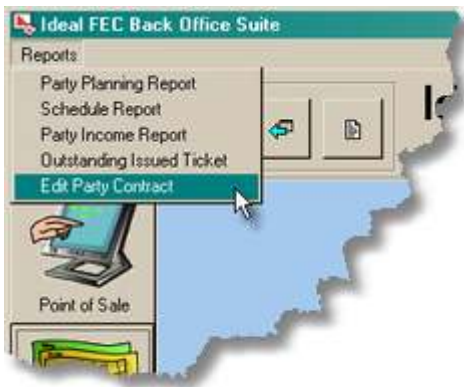 Ideal FEC Back Office Suite
Reports
Party Planning Report
Schedule Report
Party Income Report
Outstanding Issued Ticket
Edit Party Contract
Point of Sale